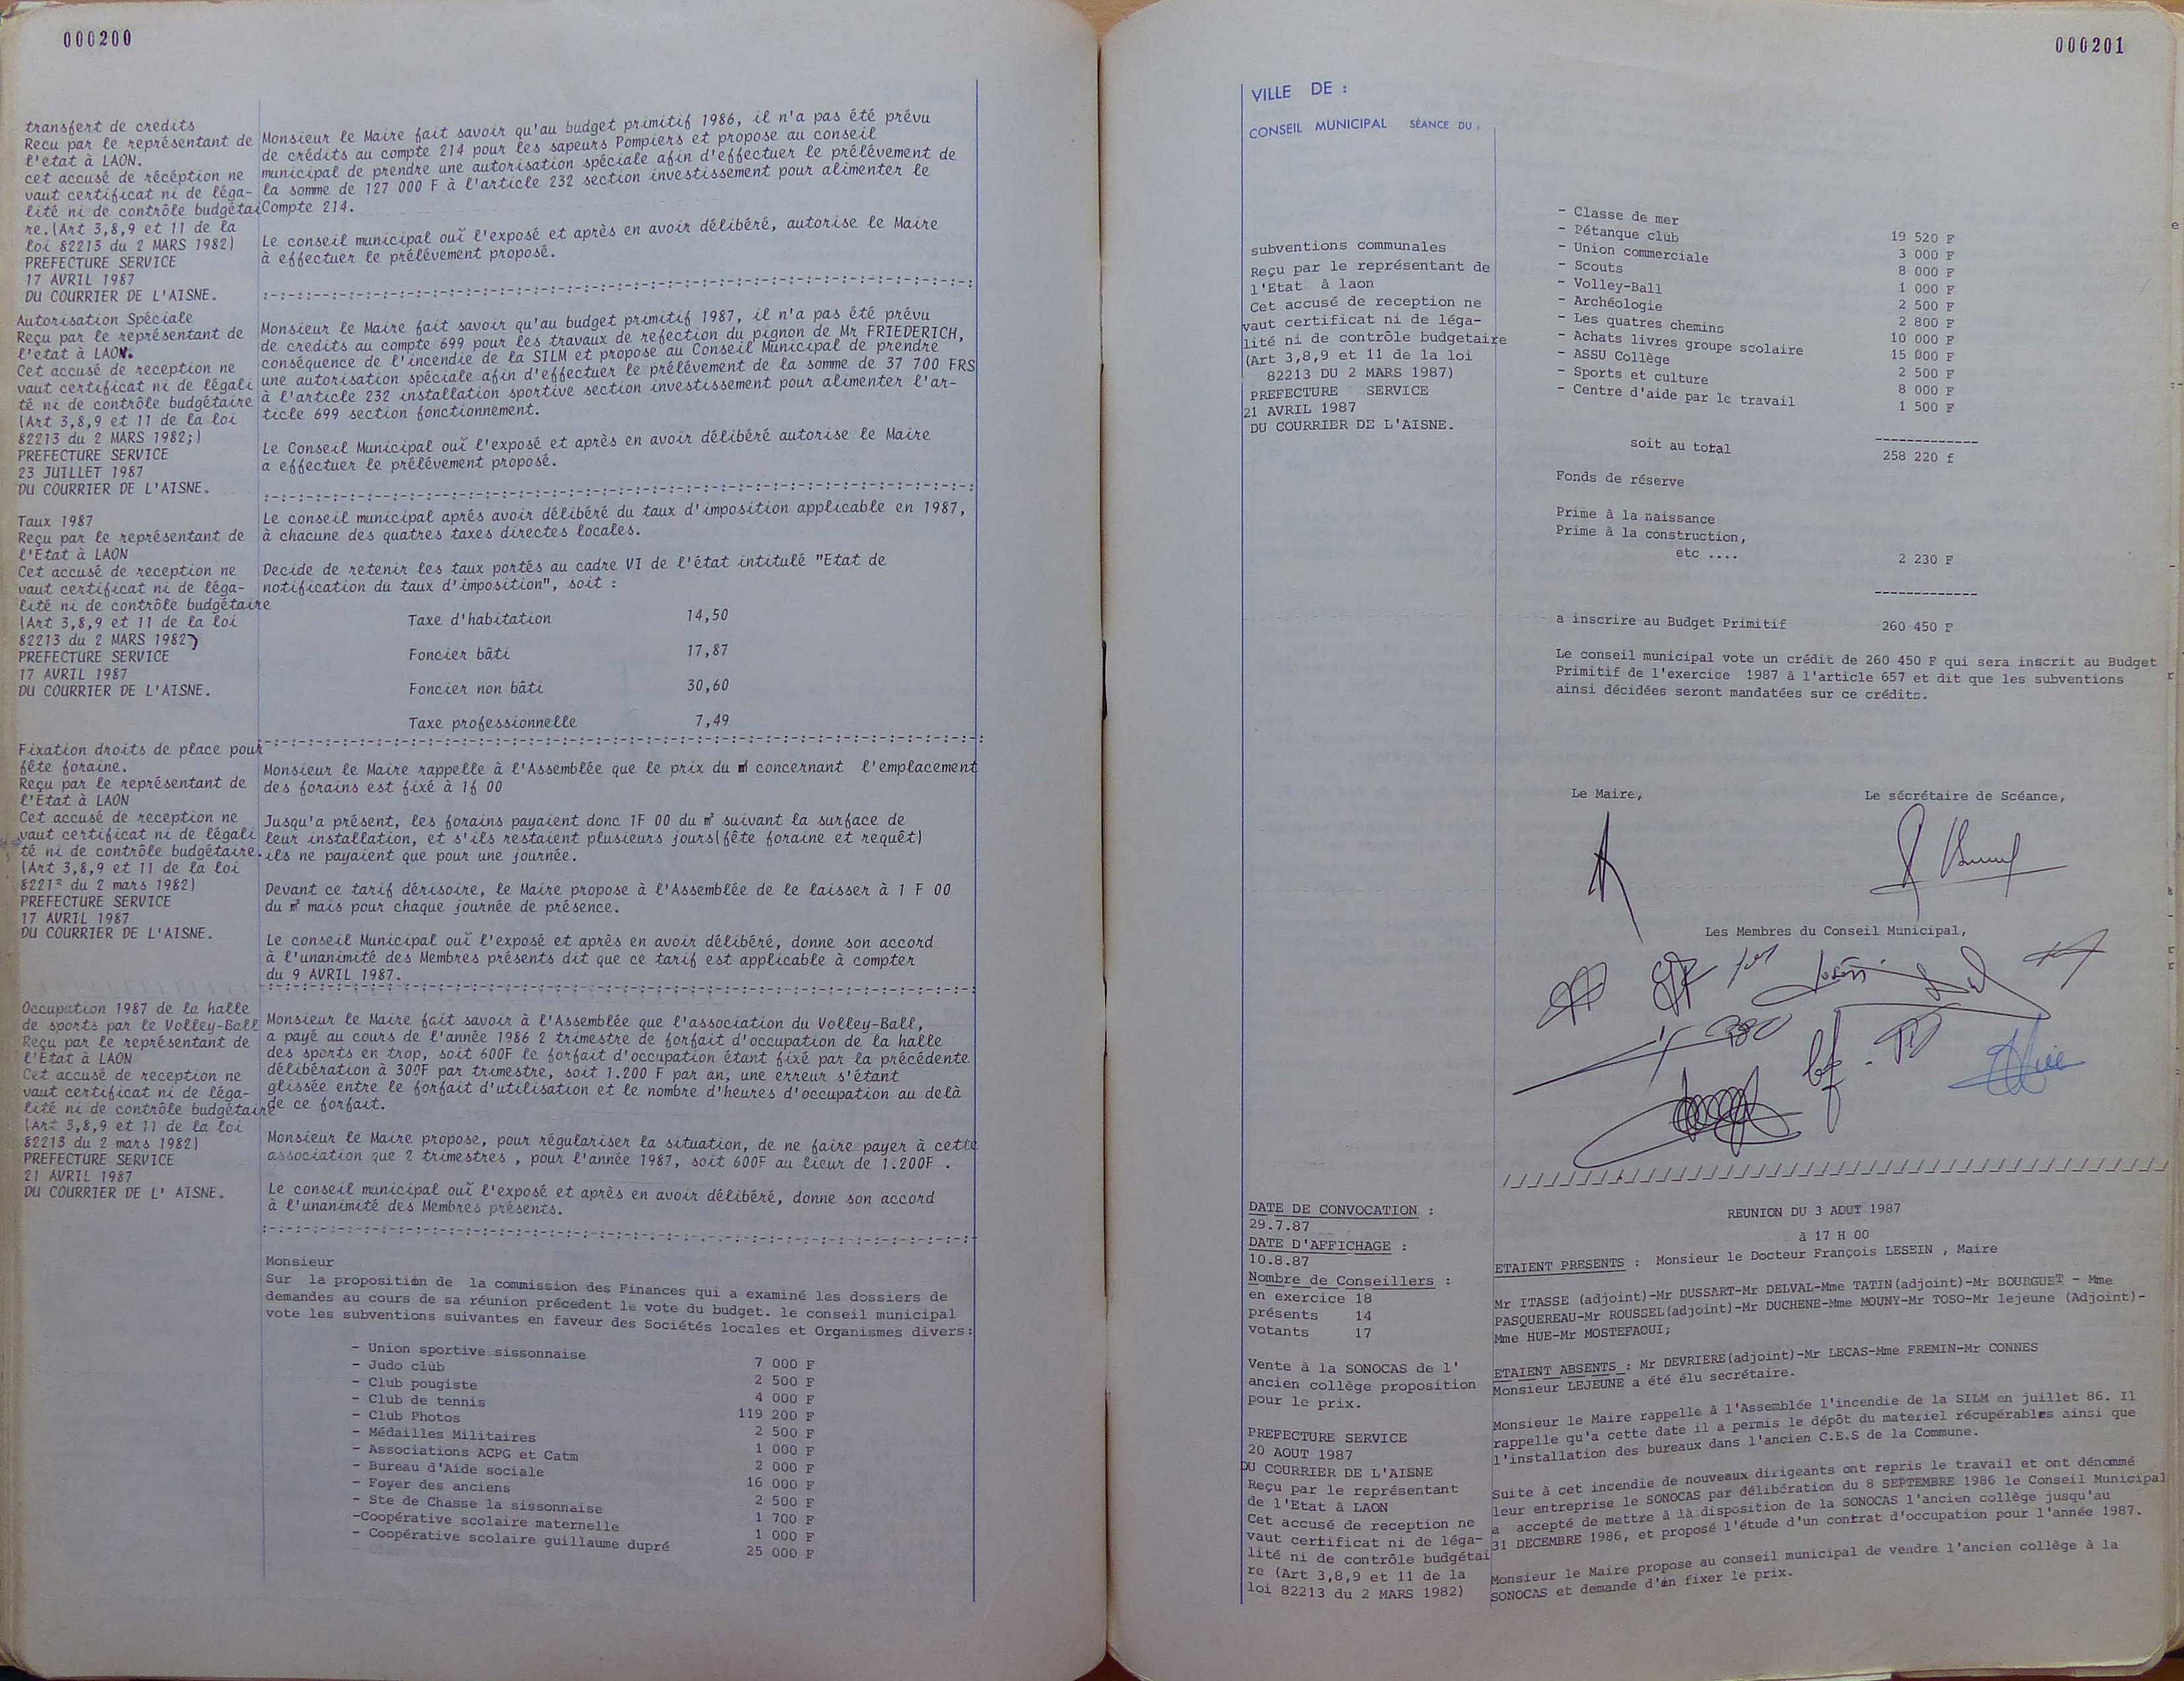 000200
transfert de credits
Recu par le représentant de
l'etat à LAON.
cet accusé de récéption ne
vaut certificat ni de léga-
lité ni de contrôle budgétai
re.(Art 3,8,9 et 11 de la
loi 82213 du 2 MARS 1982)
PREFECTURE SERVICE
17 AVRIL 1987
DU COURRIER DE L'AISNE.
Monsieur le Maire fait savoir qu'au budget primitif 1986, il n'a pas été prévu
de crédits au compte 214 pour les sapeurs Pompiers et propose au conseil
municipal de prendre une autorisation spéciale afin d'effectuer le prélévement de
la somme de 127 000 F à l'article 232 section investissement pour alimenter le
Compte 214.
Le conseil municipal ouï l'exposé et après en avoir délibéré, autorise le Maire
à effectuer le prélévement proposé.
Autorisation Spéciale
Reçu par le représentant de
l'etat à LAON.
Cet accusé de reception ne
vaut certificat ni de légali
té ni de contrôle budgétaire
(Art 3,8,9 et 11 de la loi
82213 du 2 MARS 1982;)
PREFECTURE SERVICE
23 JUILLET 1987
DU COURRIER DE L'AISNE.
Monsieur le Maire fait savoir qu'au budget primitif 1987, il n'a pas été prévu
de credits au compte 699 pour les travaux de refection du pignon de Mr FRIEDERICH,
conséquence de l'incendie de la SILM et propose au Conseil Municipal de prendre
une autorisation spéciale afin d'effectuer le prélévement de la somme de 37 700 FRS
à l'article 232 installation sportive section investissement pour alimenter l'ar-
ticle 699 section fonctionnement.
Le Conseil Municipal ouï l'exposé et après en avoir délibéré autorise le Maire
a effectuer le prélévement proposé.
Taux 1987
Reçu par le représentant de
l'Etat à LAON
Cet accusé de reception ne
vaut certificat ni de léga-
lité ni de contrôle budgétaire
(Art 3,8,9 et 11 de la loi
82213 du 2 MARS 1982)
PREFECTURE SERVICE
17 AVRIL 1987
DU COURRIER DE L'AISNE.
Le conseil municipal aprés avoir délibéré du taux d'imposition applicable en 1987,
à chacune des quatres taxes directes locales.
Decide de retenir les taux portés au cadre VI de l'état intitulé "Etat de
notification du taux d'imposition", soit :
Taxe d'habitation 14,50
Foncier bâti 17,87
Foncier non bâti 30,60
Taxe professionnelle 7,49
Fixation droits de place pour
fête foraine.
Reçu par le représentant de
l'Etat à LAON
Cet accusé de reception ne
vaut certificat ni de légali
té ni de contrôle budgétaire.
(Art 3,8,9 et 11 de la loi
82213 du 2 mars 1982)
PREFECTURE SERVICE
17 AVRIL 1987
DU COURRIER DE L'AISNE.
Monsieur le Maire rappelle à l'Assemblée que le prix du m² concernant l'emplacement
des forains est fixé à 1f 00
Jusqu'a présent, les forains payaient donc 1F 00 du m² suivant la surface de
leur installation, et s'ils restaient plusieurs jours(fête foraine et requêt)
ils ne payaient que pour une journée.
Devant ce tarif dérisoire, le Maire propose à l'Assemblée de le laisser à 1 F 00
du m² mais pour chaque journée de présence.
Le conseil Municipal ouï l'exposé et après en avoir délibéré, donne son accord
à l'unanimité des Membres présents dit que ce tarif est applicable à compter
du 9 AVRIL 1987.
Occupation 1987 de la halle
de sports par le Volley-Ball
Reçu par le représentant de
l'Etat à LAON
Cet accusé de reception ne
vaut certificat ni de léga-
lité ni de contrôle budgétaire
(Art 3,8,9 et 11 de la loi
82213 du 2 mars 1982)
PREFECTURE SERVICE
21 AVRIL 1987
DU COURRIER DE L' AISNE.
Monsieur le Maire fait savoir à l'Assemblée que l'association du Volley-Ball,
a payé au cours de l'année 1986 2 trimestre de forfait d'occupation de la halle
des sports en trop, soit 600F le forfait d'occupation étant fixé par la précédente
délibération à 300F par trimestre, soit 1.200 F par an, une erreur s'étant
glissée entre le forfait d'utilisation et le nombre d'heures d'occupation au delà
de ce forfait.
Monsieur le Maire propose, pour régulariser la situation, de ne faire payer à cette
association que 2 trimestres , pour l'année 1987, soit 600F au lieur de 1.200F .
Le conseil municipal ouï l'exposé et après en avoir délibéré, donne son accord
à l'unanimité des Membres présents.
Monsieur
Sur la proposition de la commission des Finances qui a examiné les dossiers de
demandes au cours de sa réunion précedent le vote du budget. le conseil municipal
vote les subventions suivantes en faveur des Sociétés locales et Organismes divers:
- Union sportive sissonnaise 7 000 F
- Judo club 2 500 F
- Club pougiste 4 000 F
- Club de tennis 119 200 F
- Club Photos 2 500 F
- Médailles Militaires 1 000 F
- Associations ACPG et Catm 2 000 F
- Bureau d'Aide sociale 16 000 F
- Foyer des anciens 2 500 F
- Ste de Chasse la sissonnaise 1 700 F
-Coopérative scolaire maternelle 1 000 F
- Coopérative scolaire guillaume dupré 25 000 F
000201
VILLE DE :
CONSEIL MUNICIPAL SÉANCE DU :
subventions communales
Reçu par le représentant de
l'Etat à laon
Cet accusé de reception ne
vaut certificat ni de léga-
lité ni de contrôle budgetaire
(Art 3,8,9 et 11 de la loi
82213 DU 2 MARS 1987)
PREFECTURE SERVICE
21 AVRIL 1987
DU COURRIER DE L'AISNE.
- Classe de mer 19 520 F
- Pétanque club 3 000 F
- Union commerciale 8 000 F
- Scouts 1 000 F
- Volley-Ball 2 500 F
- Archéologie 2 800 F
- Les quatres chemins 10 000 F
- Achats livres groupe scolaire 15 000 F
- ASSU Collège 2 500 F
- Sports et culture 8 000 F
- Centre d'aide par le travail 1 500 F
soit au total 258 220 f
Fonds de réserve
Prime à la naissance
Prime à la construction,
etc .... 2 230 F
a inscrire au Budget Primitif 260 450 F
Le conseil municipal vote un crédit de 260 450 F qui sera inscrit au Budget
Primitif de l'exercice 1987 à l'article 657 et dit que les subventions
ainsi décidées seront mandatées sur ce crédits.
Le Maire, Le sécrétaire de Scéance,
Les Membres du Conseil Municipal,
DATE DE CONVOCATION :
29.7.87
DATE D'AFFICHAGE :
10.8.87
Nombre de Conseillers :
en exercice 18
présents 14
votants 17
Vente à la SONOCAS de l'
ancien collège proposition
pour le prix.
PREFECTURE SERVICE
20 AOUT 1987
DU COURRIER DE L'AISNE
Reçu par le représentant
de l'Etat à LAON
Cet accusé de reception ne
vaut certificat ni de léga-
lité ni de contrôle budgétai
re (Art 3,8,9 et 11 de la
loi 82213 du 2 MARS 1982)
REUNION DU 3 AOUT 1987
à 17 H 00
ETAIENT PRESENTS : Monsieur le Docteur François LESEIN , Maire
Mr ITASSE (adjoint)-Mr DUSSART-Mr DELVAL-Mme TATIN(adjoint)-Mr BOURGUET - Mme
PASQUEREAU-Mr ROUSSEL(adjoint)-Mr DUCHENE-Mme MOUNY-Mr TOSO-Mr lejeune (Adjoint)-
Mme HUE-Mr MOSTEFAOUI;
ETAIENT ABSENTS : Mr DEVRIERE(adjoint)-Mr LECAS-Mme FREMIN-Mr CONNES
Monsieur LEJEUNE a été élu secrétaire.
Monsieur le Maire rappelle à l'Assemblée l'incendie de la SILM en juillet 86. Il
rappelle qu'a cette date il a permis le dépôt du materiel récupérables ainsi que
l'installation des bureaux dans l'ancien C.E.S de la Commune.
Suite à cet incendie de nouveaux dirigeants ont repris le travail et ont dénommé
leur entreprise le SONOCAS par délibération du 8 SEPTEMBRE 1986 le Conseil Municipal
a accepté de mettre à la disposition de la SONOCAS l'ancien collège jusqu'au
31 DECEMBRE 1986, et proposé l'étude d'un contrat d'occupation pour l'année 1987.
Monsieur le Maire propose au conseil municipal de vendre l'ancien collège à la
SONOCAS et demande d'en fixer le prix.